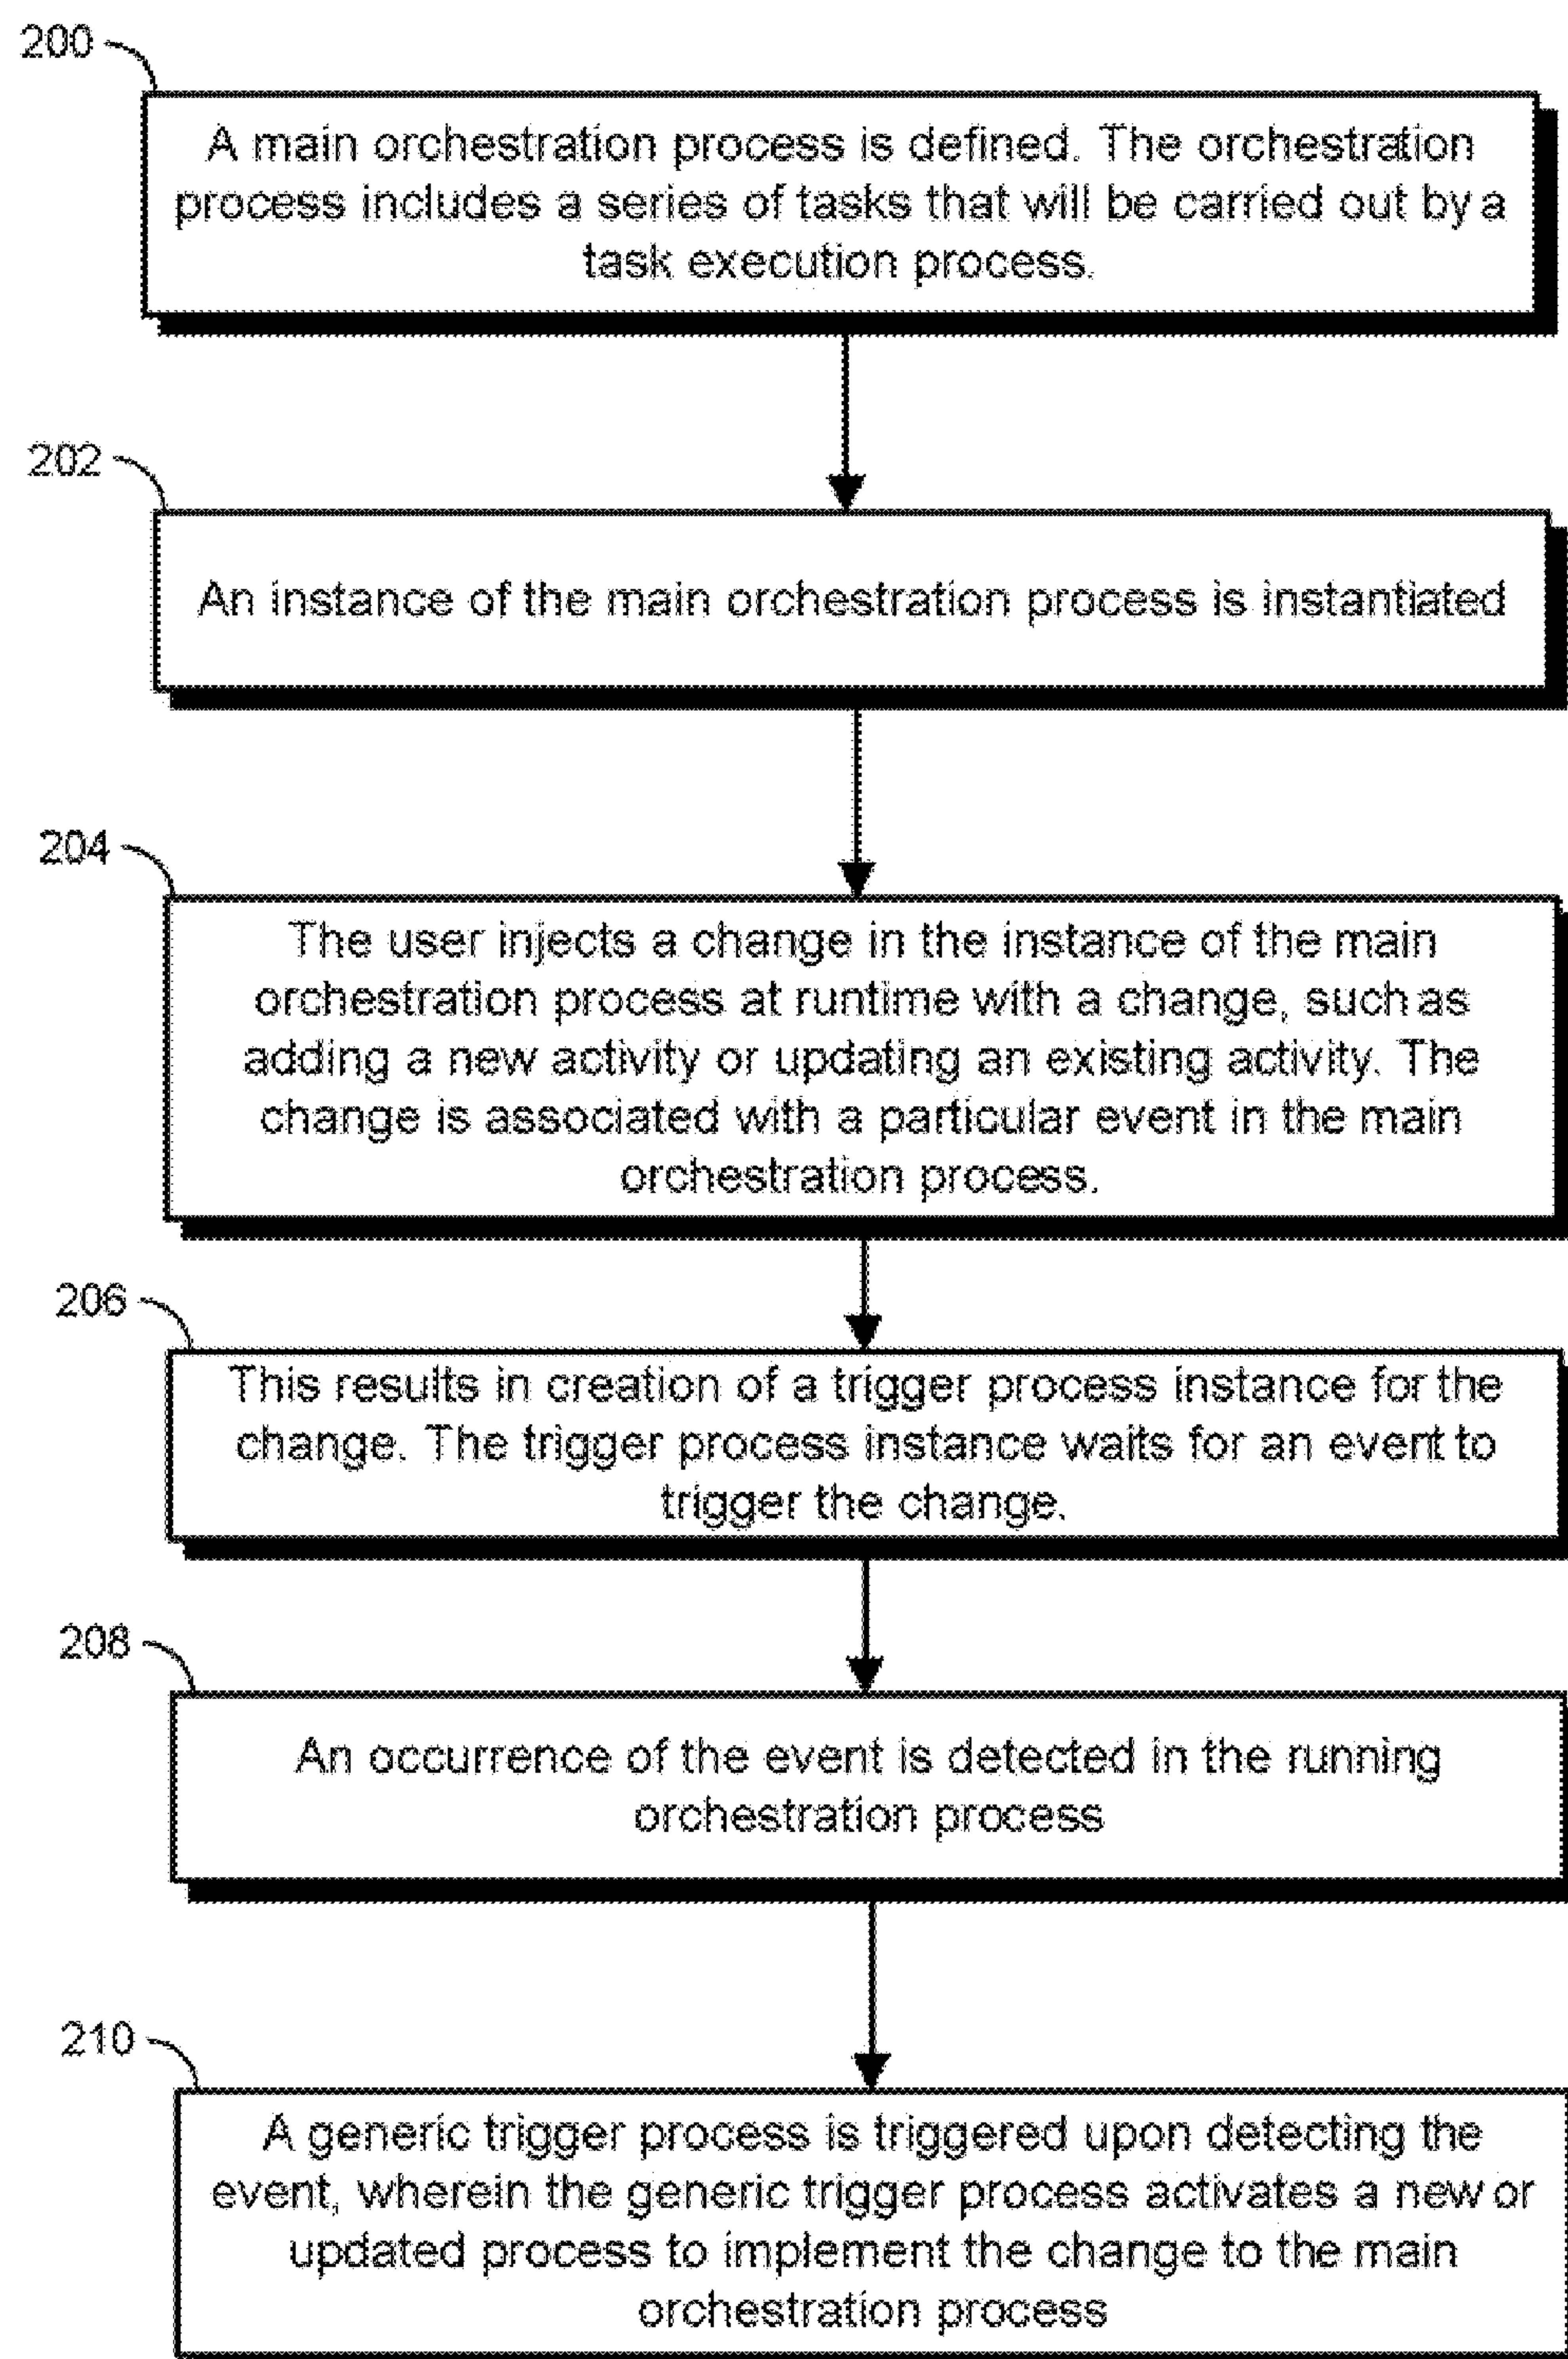 200
A main orchestration process is defined. The orchestration
process includes a series of tasks that will be carried out by a
task execution process.
202
An instance of the main orchestration process is instantiated
204
The user injects a change in the instance of the main
orchestration process at runtime with a change, such as
adding a new activity or updating an existing activity. The
change is associated with a particular event in the main
orchestration process.
206
This results in creation of a trigger process instance for the
change. The trigger process instance waits for an event to
trigger the change.
208
An occurrence of the event is detected in the running
orchestration process
210
A generic trigger process is triggered upon detecting the
event, wherein the generic trigger process activates a new or
updated process to implement the change to the main
orchestration process